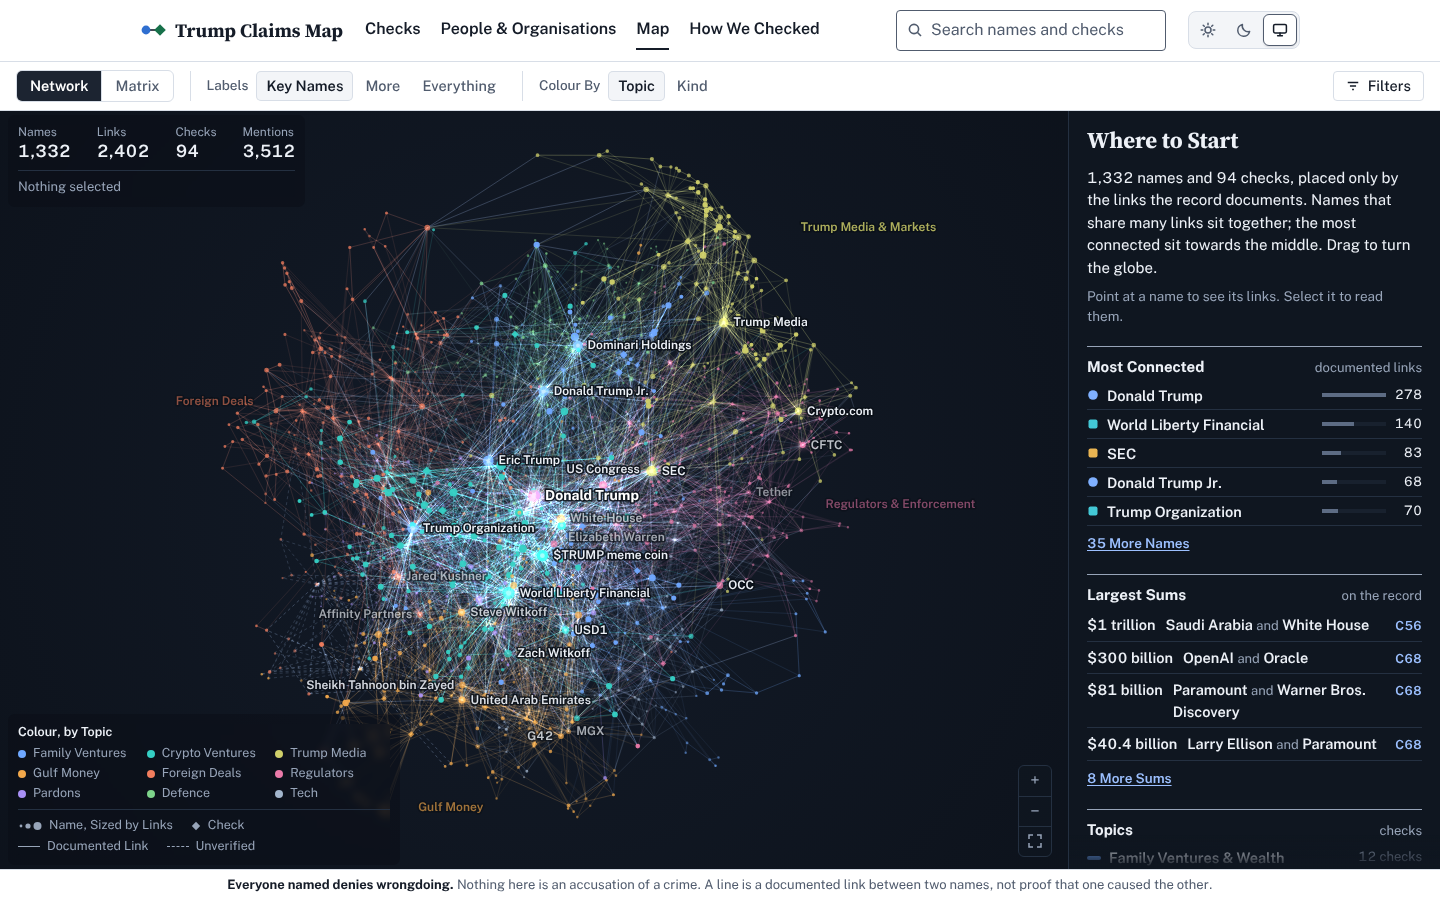 Trump Claims Map
Checks
People & Organisations
Map
How We Checked
Search names and checks
Network
Matrix
Labels
Key Names
More
Everything
Colour By
Topic
Kind
Filters
Names
Links
Checks
Mentions
1,332
2,402
94
3,512
Nothing selected
Trump Media & Markets
Trump Media
Dominari Holdings
Donald Trump Jr.
Foreign Deals
Crypto.com
CFTC
Eric Trump
US Congress
SEC
Donald Trump
Tether
Regulators & Enforcement
White House
Trump Organization
Elizabeth Warren
$TRUMP meme coin
Jared Kushner
OCC
World Liberty Financial
Affinity Partners
Steve Witkoff
USD1
Zach Witkoff
Sheikh Tahnoon bin Zayed
United Arab Emirates
G42
MGX
Gulf Money
Colour, by Topic
Family Ventures
Crypto Ventures
Trump Media
Gulf Money
Foreign Deals
Regulators
Pardons
Defence
Tech
Name, Sized by Links
Check
Documented Link
Unverified
Where to Start
1,332 names and 94 checks, placed only by
the links the record documents. Names that
share many links sit together; the most
connected sit towards the middle. Drag to turn
the globe.
Point at a name to see its links. Select it to read
them.
Most Connected
documented links
Donald Trump 278
World Liberty Financial 140
SEC 83
Donald Trump Jr. 68
Trump Organization 70
35 More Names
Largest Sums
on the record
$1 trillion Saudi Arabia and White House C56
$300 billion OpenAI and Oracle C68
$81 billion Paramount and Warner Bros. C68
Discovery
$40.4 billion Larry Ellison and Paramount C68
8 More Sums
Topics
checks
Family Ventures & Wealth 12 checks
Everyone named denies wrongdoing. Nothing here is an accusation of a crime. A line is a documented link between two names, not proof that one caused the other.